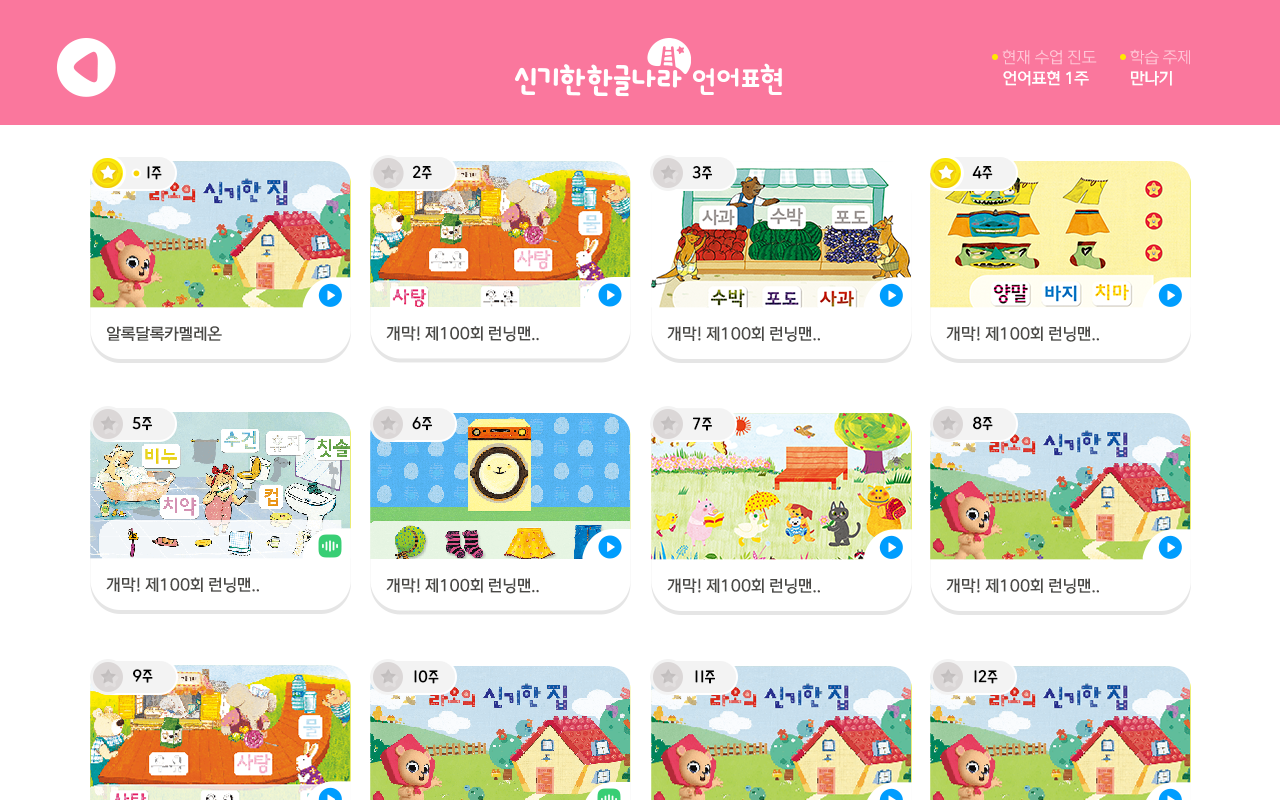 신기한한글나라 언어표현
현재 수업 진도
언어표현 1주
학습 주제
만나기
1주
라오의 신기한 집
알록달록카멜레온
2주
물
사탕
사탕
개막! 제100회 런닝맨..
3주
사과 수박 포도
수박 포도 사과
개막! 제100회 런닝맨..
4주
양말 바지 치마
개막! 제100회 런닝맨..
5주
수건 칫솔
비누
치약 컵
개막! 제100회 런닝맨..
6주
개막! 제100회 런닝맨..
7주
개막! 제100회 런닝맨..
8주
라오의 신기한 집
개막! 제100회 런닝맨..
9주
물
사탕
사탕
10주
라오의 신기한 집
11주
라오의 신기한 집
12주
라오의 신기한 집